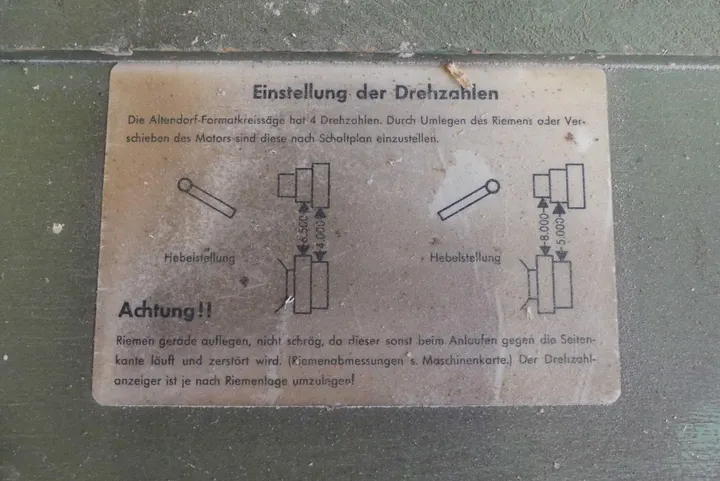 Einstellung der Drehzahlen
Die Altendorf-Formatkreissäge hat 4 Drehzahlen. Durch Umlegen des Riemens oder Ver-
schieben des Motors sind diese nach Schaltplan einzustellen.
6.500
4.000
8.000
5.000
Hebelstellung
Hebelstellung
Achtung!!
Riemen gerade auflegen, nicht schräg, da dieser sonst beim Anlaufen gegen die Seiten-
kante läuft und zerstört wird. (Riemenabmessungen s. Maschinenkarte.) Der Drehzahl-
anzeiger ist je nach Riemenlage umzulegen!